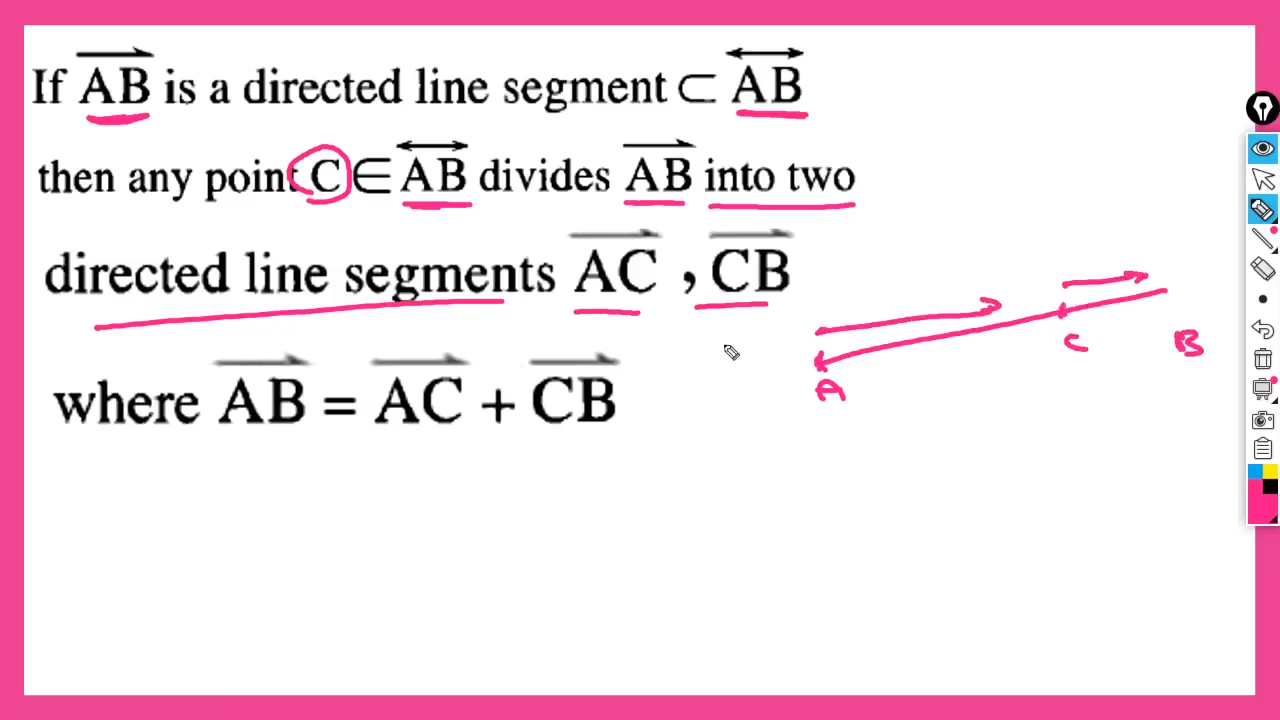 If AB is a directed line segment ⊂ AB
then any point C ∈ AB divides AB into two
directed line segments AC , CB
where AB = AC + CB
A C B